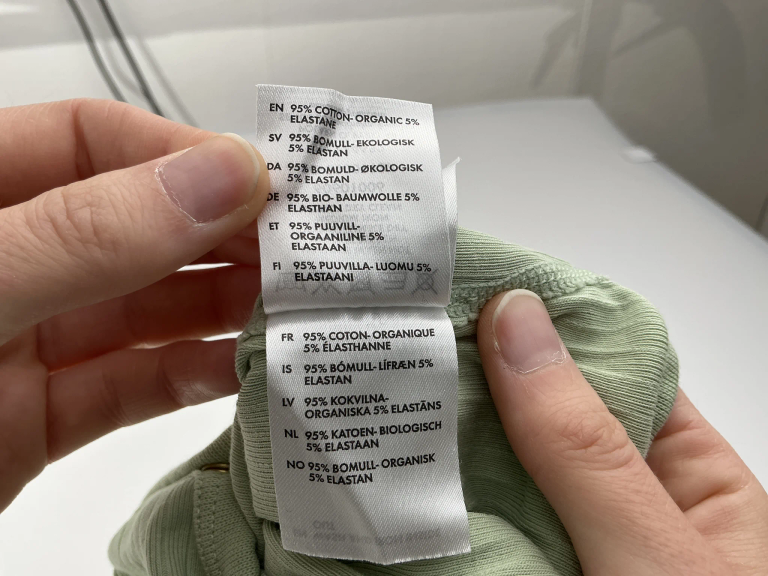 EN 95% COTTON- ORGANIC 5%
ELASTANE
SV 95% BOMULL- EKOLOGISK
5% ELASTAN
DA 95% BOMULD- ØKOLOGISK
5% ELASTAN
DE 95% BIO- BAUMWOLLE 5%
ELASTHAN
ET 95% PUUVILL-
ORGAANILINE 5%
ELASTAAN
FI 95% PUUVILLA- LUOMU 5%
ELASTAANI
FR 95% COTON- ORGANIQUE
5% ÉLASTHANNE
IS 95% BÓMULL- LÍFRÆN 5%
ELASTAN
LV 95% KOKVILNA-
ORGANISKA 5% ELASTĀNS
NL 95% KATOEN- BIOLOGISCH
5% ELASTAAN
NO 95% BOMULL- ORGANISK
5% ELASTAN